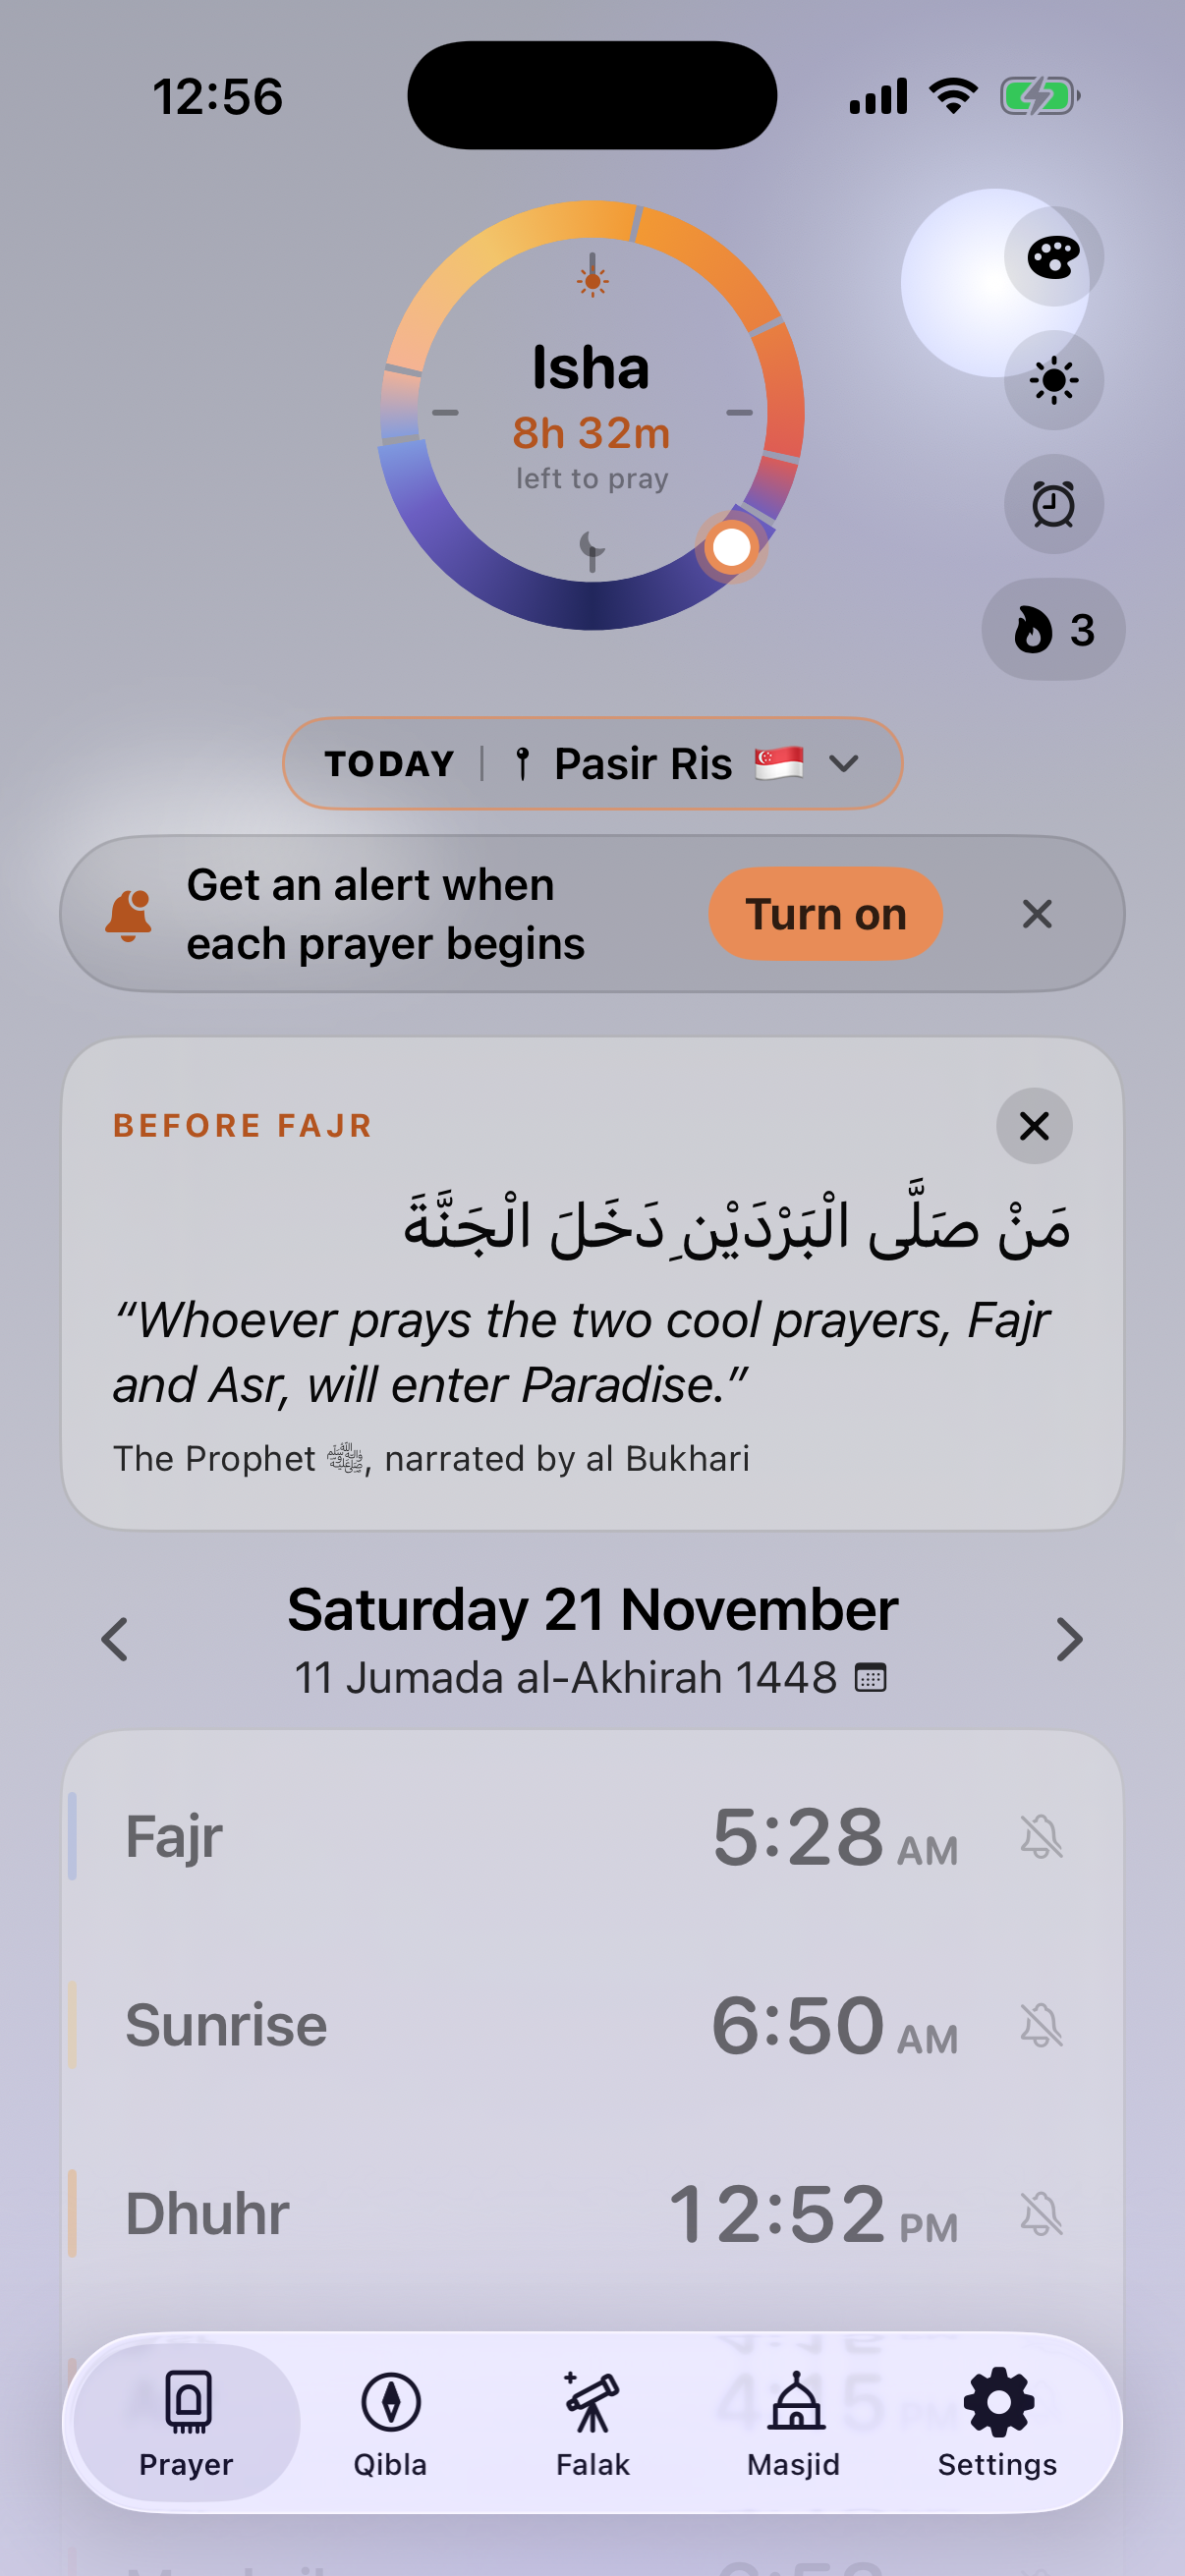 12:56
Isha
8h 32m
left to pray
3
TODAY | Pasir Ris 🇸🇬
Get an alert when
each prayer begins
Turn on
BEFORE FAJR
مَنْ صَلَّى الْبَرْدَيْنِ دَخَلَ الْجَنَّةَ
“Whoever prays the two cool prayers, Fajr
and Asr, will enter Paradise.”
The Prophet ﷺ, narrated by al Bukhari
Saturday 21 November
11 Jumada al-Akhirah 1448
Fajr 5:28 AM
Sunrise 6:50 AM
Dhuhr 12:52 PM
4:15 PM
Prayer
Qibla
Falak
Masjid
Settings